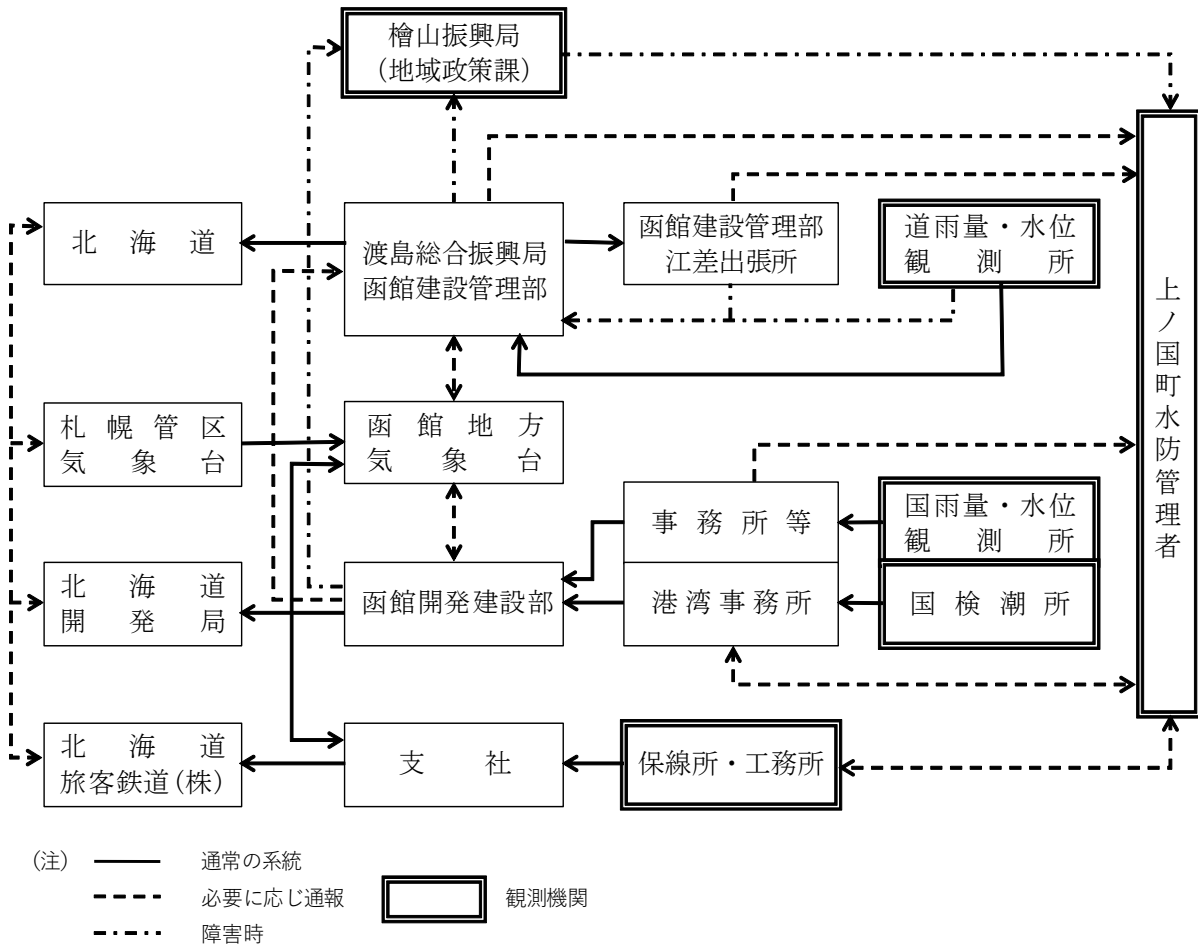 檜山振興局
（地域政策課）
北海道
渡島総合振興局
函館建設管理部
函館建設管理部
江差出張所
道雨量・水位
観測所
上ノ国町水防管理者
札幌管区
気象台
函館地方
気象台
事務所等
国雨量・水位
観測所
北海道
開発局
函館開発建設部
港湾事務所
国検潮所
北海道
旅客鉄道(株)
支社
保線所・工務所
(注)
通常の系統
必要に応じ通報
観測機関
障害時